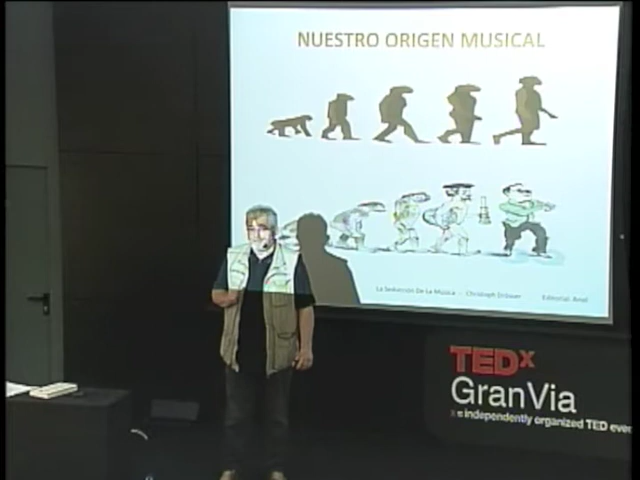 NUESTRO ORIGEN MUSICAL
La Seducción De La Música - Christoph Drösser Editorial: Ariel
TEDx
GranVia
x = independently organized TED eve